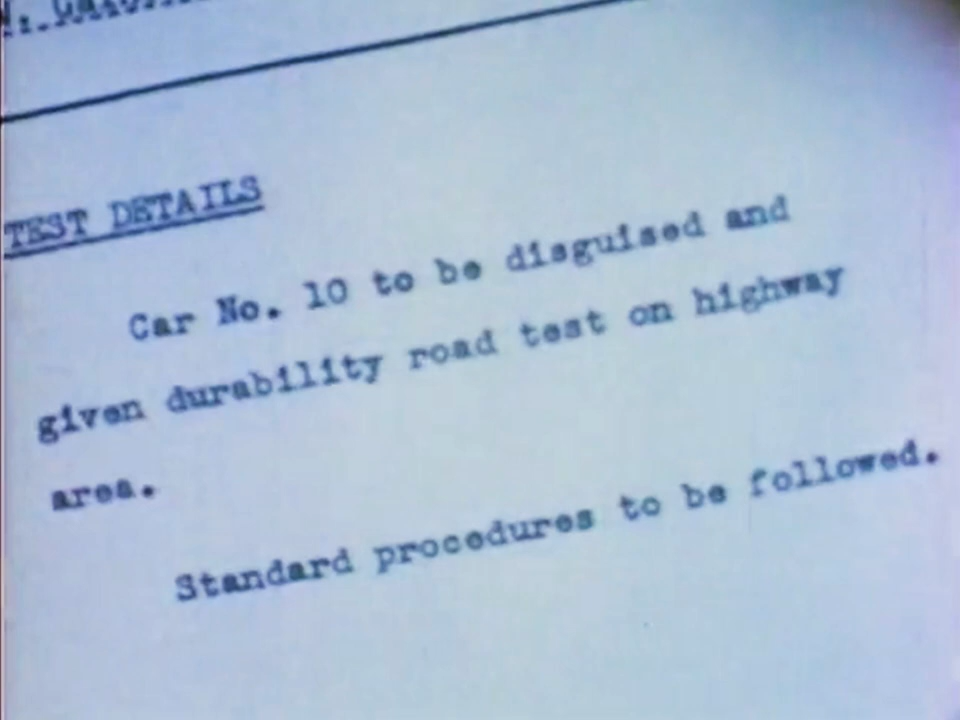 TEST DETAILS
Car No. 10 to be disguised and
given durability road test on highway
area.
Standard procedures to be followed.